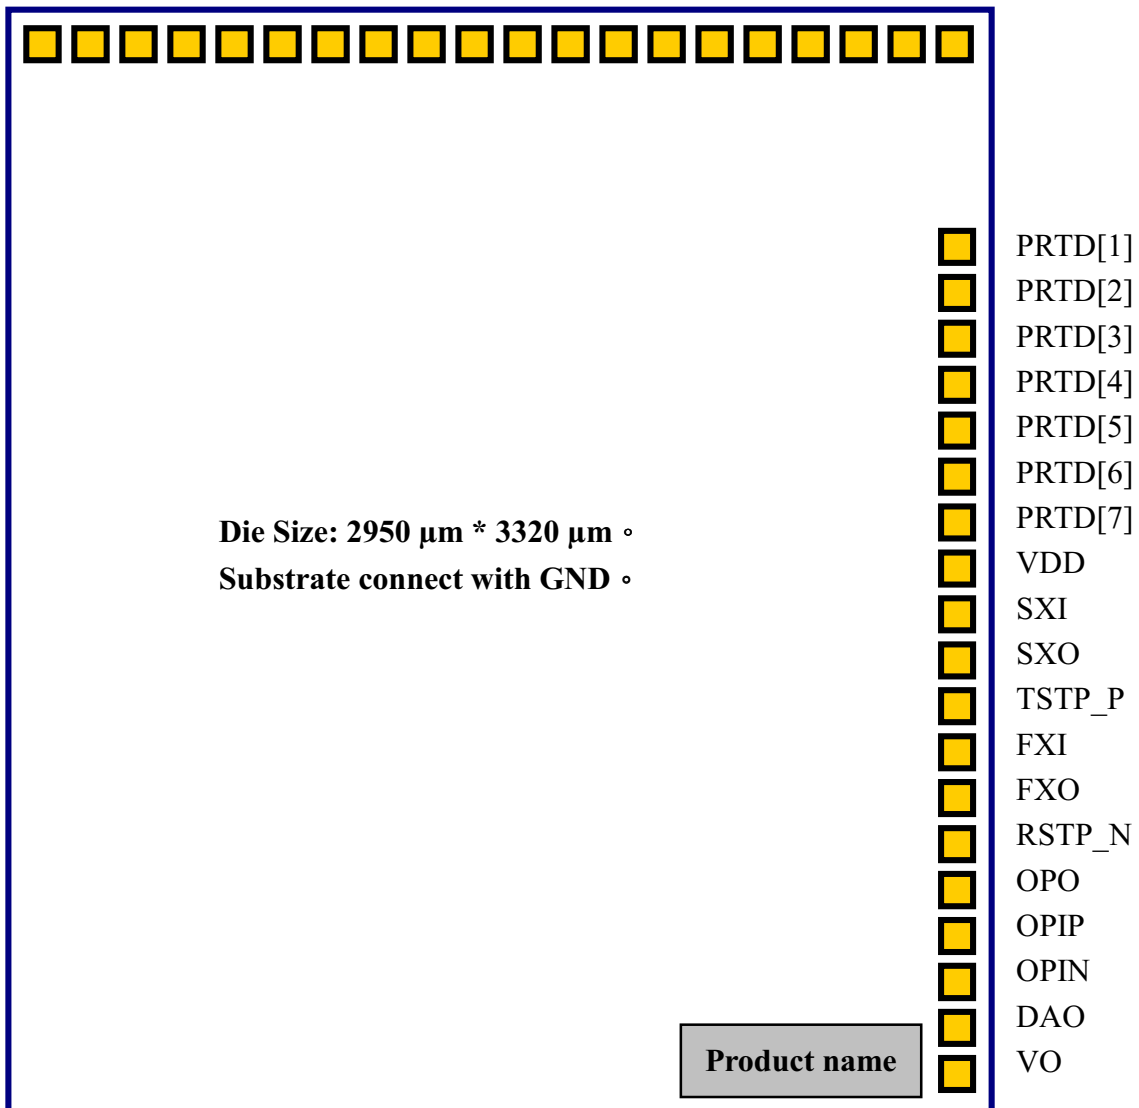 PRTD[1]
PRTD[2]
PRTD[3]
PRTD[4]
PRTD[5]
PRTD[6]
PRTD[7]
Die Size: 2950 µm * 3320 µm。
Substrate connect with GND。
VDD
SXI
SXO
TSTP_P
FXI
FXO
RSTP_N
OPO
OPIP
OPIN
DAO
VO
Product name